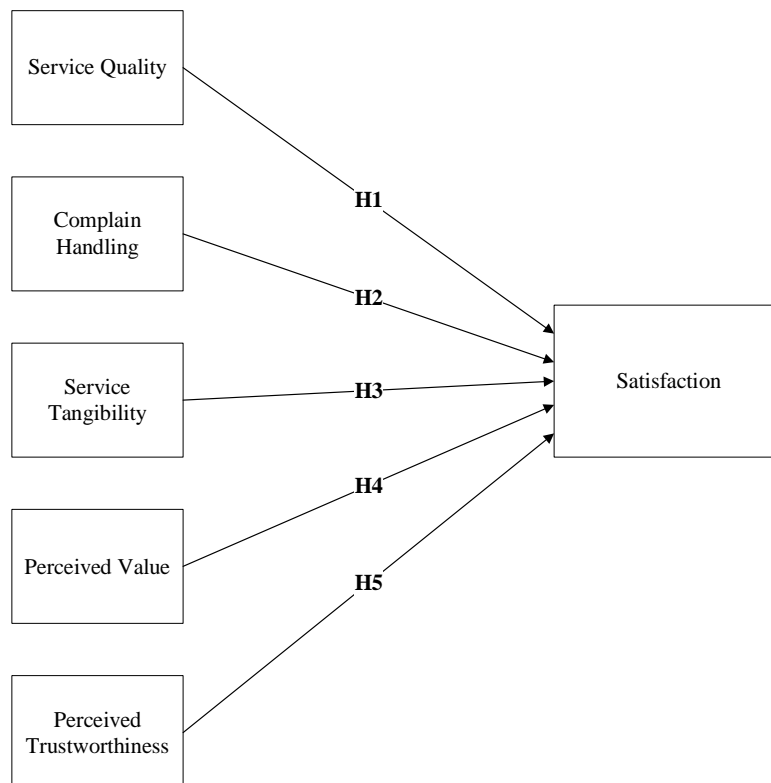 Service Quality
H1
Complain
Handling
H2
Service
Tangibility
H3
Satisfaction
Perceived Value
H4
H5
Perceived
Trustworthiness